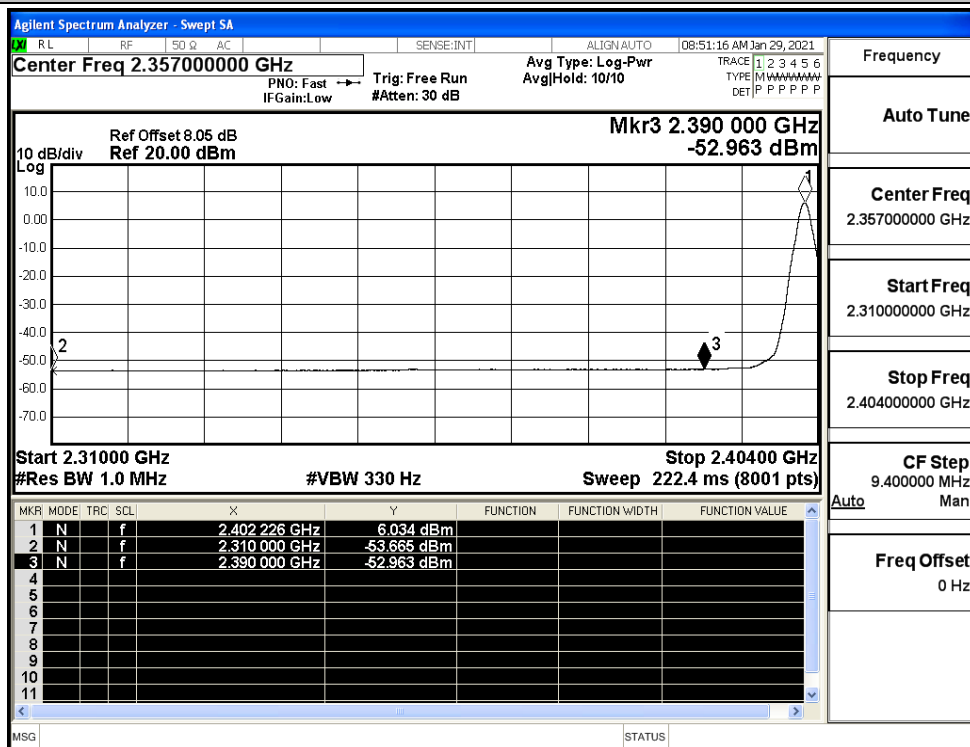 Agilent Spectrum Analyzer - Swept SA
LXI RL RF 50 Ω AC SENSE:INT ALIGN AUTO 08:51:16 AM Jan 29, 2021
Center Freq 2.357000000 GHz
PNO: Fast
IFGain:Low
Trig: Free Run
#Atten: 30 dB
Avg Type: Log-Pwr
Avg|Hold: 10/10
TRACE 1 2 3 4 5 6
TYPE M WWWWW
DET P P P P P P
Ref Offset 8.05 dB
10 dB/div Ref 20.00 dBm
Log
Mkr3 2.390 000 GHz
-52.963 dBm
10.0
0.00
-10.0
-20.0
-30.0
-40.0
-50.0
-60.0
-70.0
1
2
3
Start 2.31000 GHz Stop 2.40400 GHz
#Res BW 1.0 MHz #VBW 330 Hz Sweep 222.4 ms (8001 pts)
MKR MODE TRC SCL X Y FUNCTION FUNCTION WIDTH FUNCTION VALUE
1 N f 2.402 226 GHz 6.034 dBm
2 N f 2.310 000 GHz -53.665 dBm
3 N f 2.390 000 GHz -52.963 dBm
4
5
6
7
8
9
10
11
MSG STATUS
Frequency
Auto Tune
Center Freq
2.357000000 GHz
Start Freq
2.310000000 GHz
Stop Freq
2.404000000 GHz
CF Step
9.400000 MHz
Auto Man
Freq Offset
0 Hz